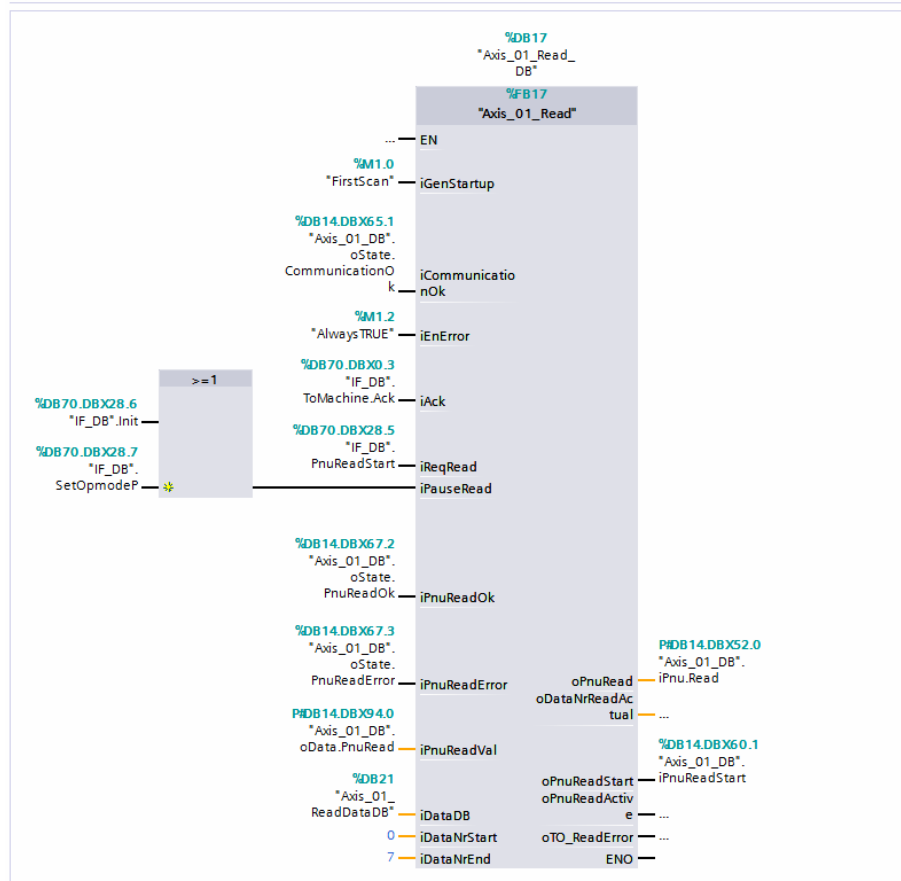 %DB17
"Axis_01_Read_
DB"
%FB17
"Axis_01_Read"
... EN
%M1.0
"FirstScan" iGenStartup
%DB14.DBX65.1
"Axis_01_DB".
oState.
CommunicationO
k
iCommunicatio
nOk
%M1.2
"AlwaysTRUE" iEnError
%DB70.DBX0.3
"IF_DB".
ToMachine.Ack iAck
>=1
%DB70.DBX28.6
"IF_DB".Init
%DB70.DBX28.7
"IF_DB".
SetOpmodeP
%DB70.DBX28.5
"IF_DB".
PnuReadStart iReqRead
iPauseRead
%DB14.DBX67.2
"Axis_01_DB".
oState.
PnuReadOk iPnuReadOk
%DB14.DBX67.3
"Axis_01_DB".
oState.
PnuReadError iPnuReadError
P#DB14.DBX94.0
"Axis_01_DB".
oData.PnuRead iPnuReadVal
%DB21
"Axis_01_
ReadDataDB" iDataDB
0 iDataNrStart
7 iDataNrEnd
P#DB14.DBX52.0
"Axis_01_DB".
oPnuRead iPnu.Read
oDataNrReadAc
tual ...
%DB14.DBX60.1
"Axis_01_DB".
oPnuReadStart iPnuReadStart
oPnuReadActiv
e ...
oTO_ReadError ...
ENO